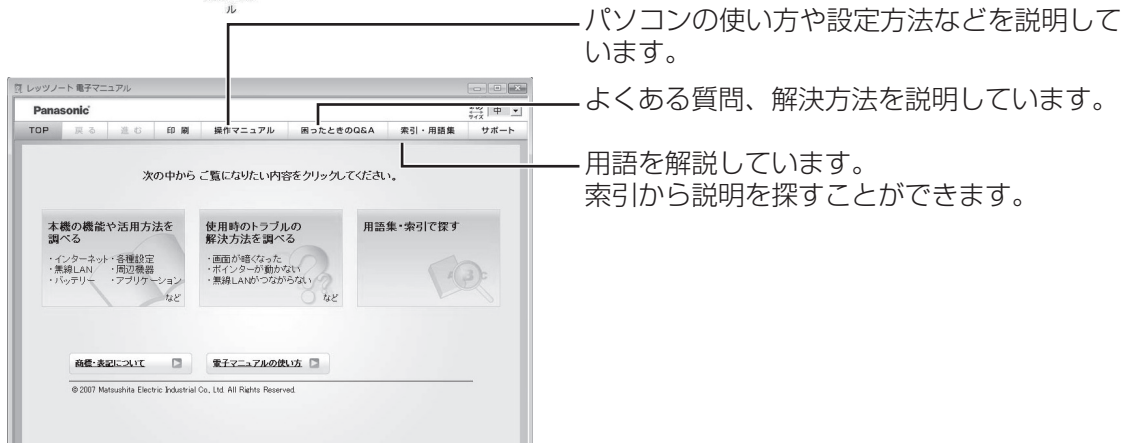 ル
パソコンの使い方や設定方法などを説明して
います。
よくある質問、解決方法を説明しています。
用語を解説しています。
索引から説明を探すことができます。
レッツノート 電子マニュアル
Panasonic
サイズ 中
TOP 戻る 進む 印刷 操作マニュアル 困ったときのQ&A 索引・用語集 サポート
次の中から ご覧になりたい内容をクリックしてください。
本機の機能や活用方法を
調べる
・インターネット ・各種設定
・無線LAN ・周辺機器
・バッテリー ・アプリケーション
など
使用時のトラブルの
解決方法を調べる
・画面が暗くなった
・ポインターが動かない
・無線LANがつながらない
など
用語集・索引で探す
商標・表記について
電子マニュアルの使い方
© 2007 Matsushita Electric Industrial Co., Ltd. All Rights Reserved.